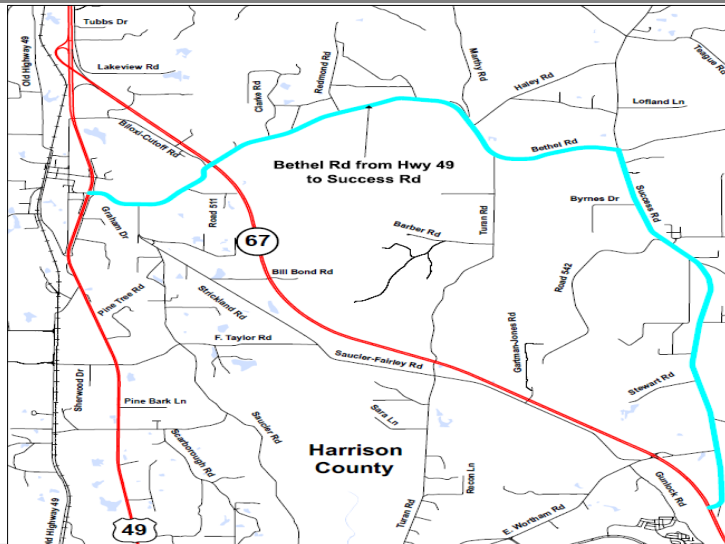 Tubbs Dr
Old Highway 49
Lakeview Rd
Clarke Rd
Redmond Rd
Marthy Rd
Haley Rd
Teague Rd
Lofland Ln
Biloxi-Cutoff Rd
Bethel Rd
Bethel Rd from Hwy 49
to Success Rd
Graham Dr
Road 511
67
Barber Rd
Turan Rd
Byrnes Dr
Success Rd
Bill Bond Rd
Road 542
Pine Tree Rd
Strickland Rd
F. Taylor Rd
Saucier-Fairley Rd
Gartman-Jones Rd
Sherwood Dr
Pine Bark Ln
Stewart Rd
Saucier Rd
Sara Ln
Scarborough Rd
Harrison
County
Recon Ln
Gunlock Rd
Turan Rd
E. Wortham Rd
49
ld Highway 49